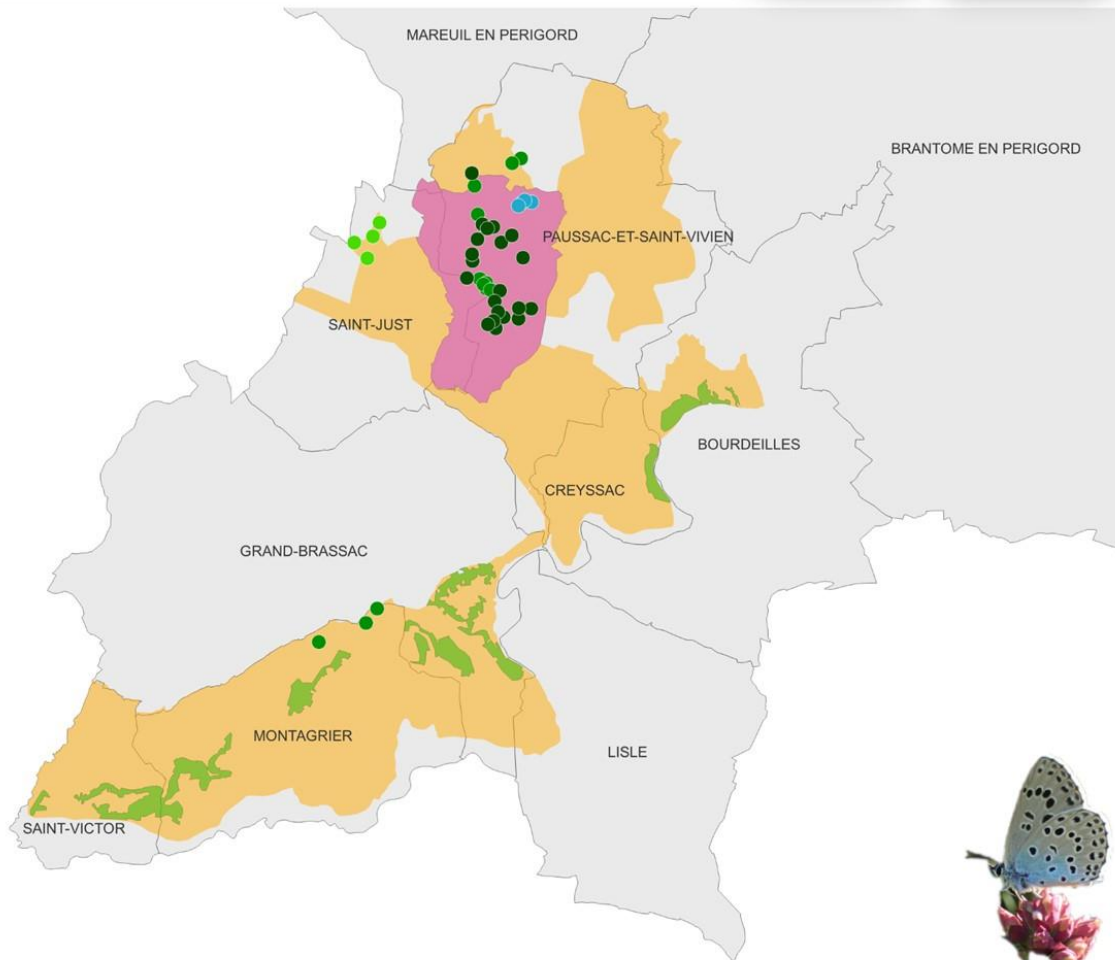 MAREUIL EN PERIGORD
BRANTOME EN PERIGORD
PAUSSAC-ET-SAINT-VIVIEN
SAINT-JUST
BOURDEILLES
CREYSSAC
GRAND-BRASSAC
MONTAGRIER
LISLE
SAINT-VICTOR